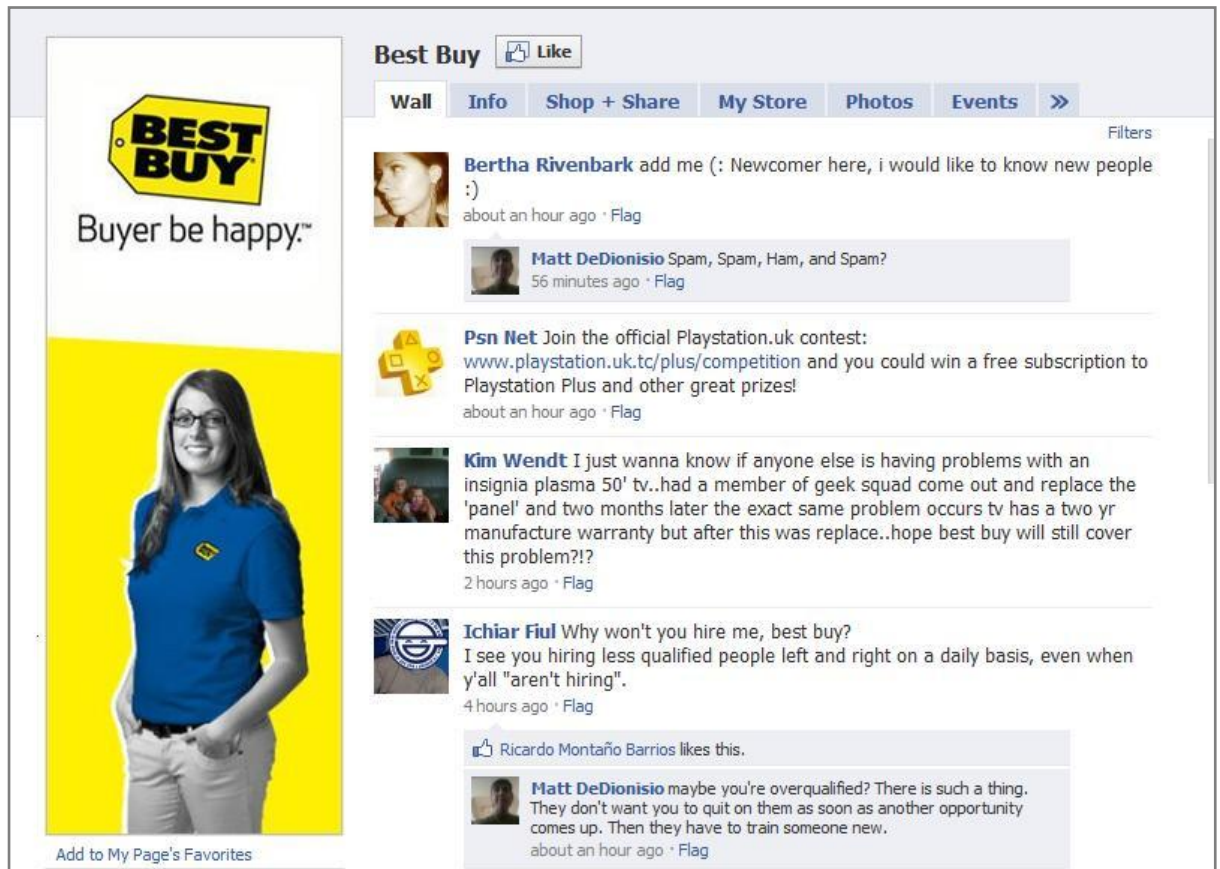 BEST
BUY
Buyer be happy.™
Add to My Page's Favorites
Best Buy Like
Wall Info Shop + Share My Store Photos Events »
Filters
Bertha Rivenbark add me (: Newcomer here, i would like to know new people
:)
about an hour ago · Flag
Matt DeDionisio Spam, Spam, Ham, and Spam?
56 minutes ago · Flag
Psn Net Join the official Playstation.uk contest:
www.playstation.uk.tc/plus/competition and you could win a free subscription to
Playstation Plus and other great prizes!
about an hour ago · Flag
Kim Wendt I just wanna know if anyone else is having problems with an
insignia plasma 50' tv..had a member of geek squad come out and replace the
'panel' and two months later the exact same problem occurs tv has a two yr
manufacture warranty but after this was replace..hope best buy will still cover
this problem?!?
2 hours ago · Flag
Ichiar Fiul Why won't you hire me, best buy?
I see you hiring less qualified people left and right on a daily basis, even when
y'all "aren't hiring".
4 hours ago · Flag
Ricardo Montaño Barrios likes this.
Matt DeDionisio maybe you're overqualified? There is such a thing.
They don't want you to quit on them as soon as another opportunity
comes up. Then they have to train someone new.
about an hour ago · Flag